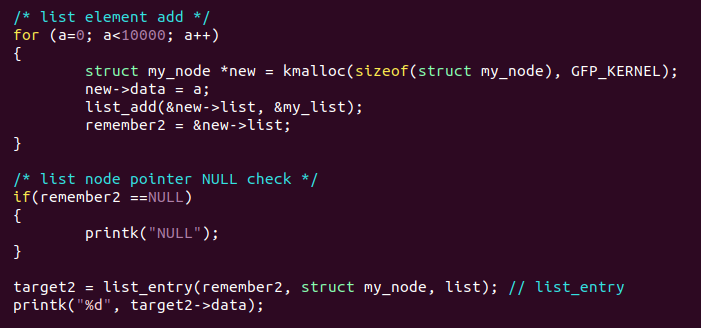 /* list element add */
for (a=0; a<10000; a++)
{
        struct my_node *new = kmalloc(sizeof(struct my_node), GFP_KERNEL);
        new->data = a;
        list_add(&new->list, &my_list);
        remember2 = &new->list;
}
/* list node pointer NULL check */
if(remember2 ==NULL)
{
        printk("NULL");
}
target2 = list_entry(remember2, struct my_node, list); // list_entry
printk("%d", target2->data);